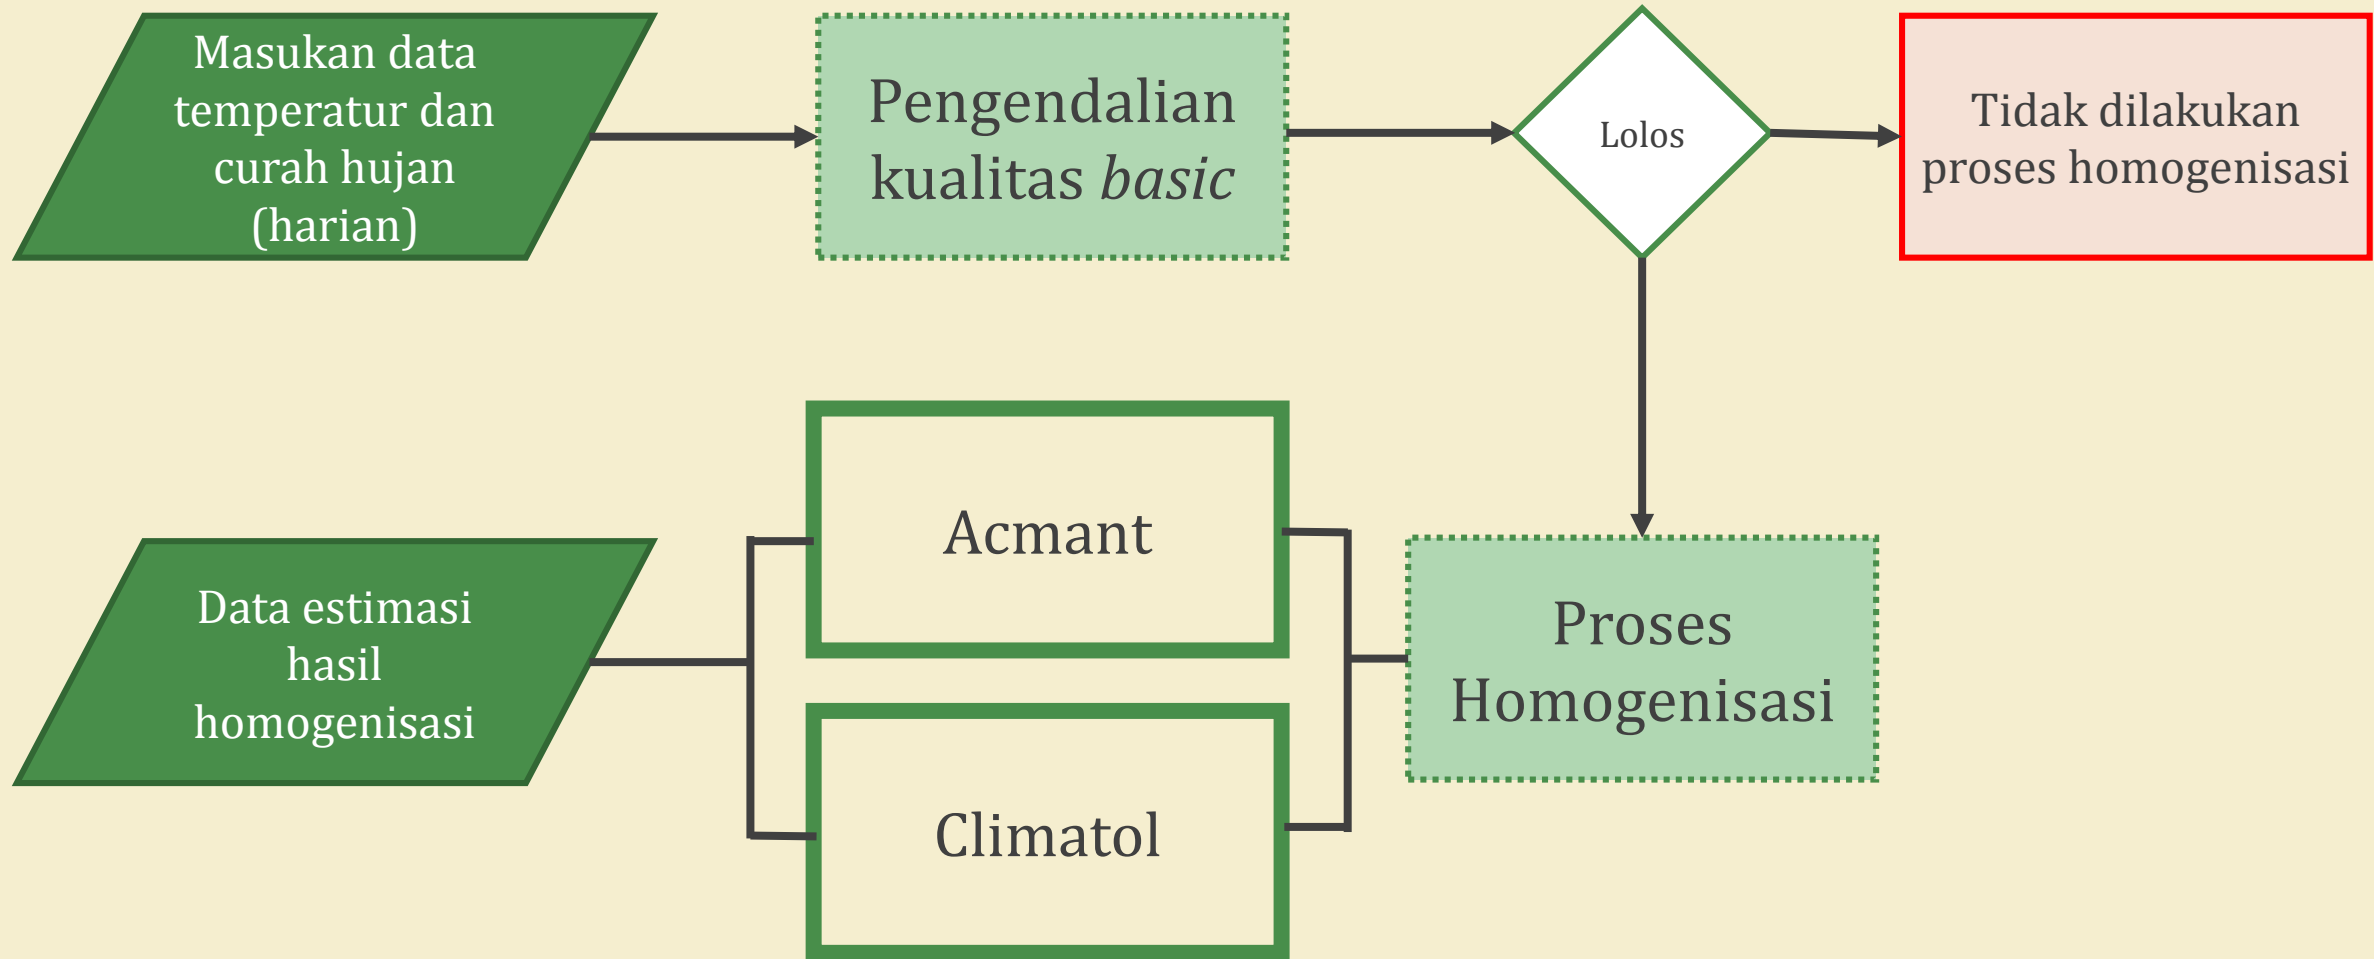 Masukan data
temperatur dan
curah hujan
(harian)
Pengendalian
kualitas basic
Lolos
Tidak dilakukan
proses homogenisasi
Acmant
Climatol
Proses
Homogenisasi
Data estimasi
hasil
homogenisasi